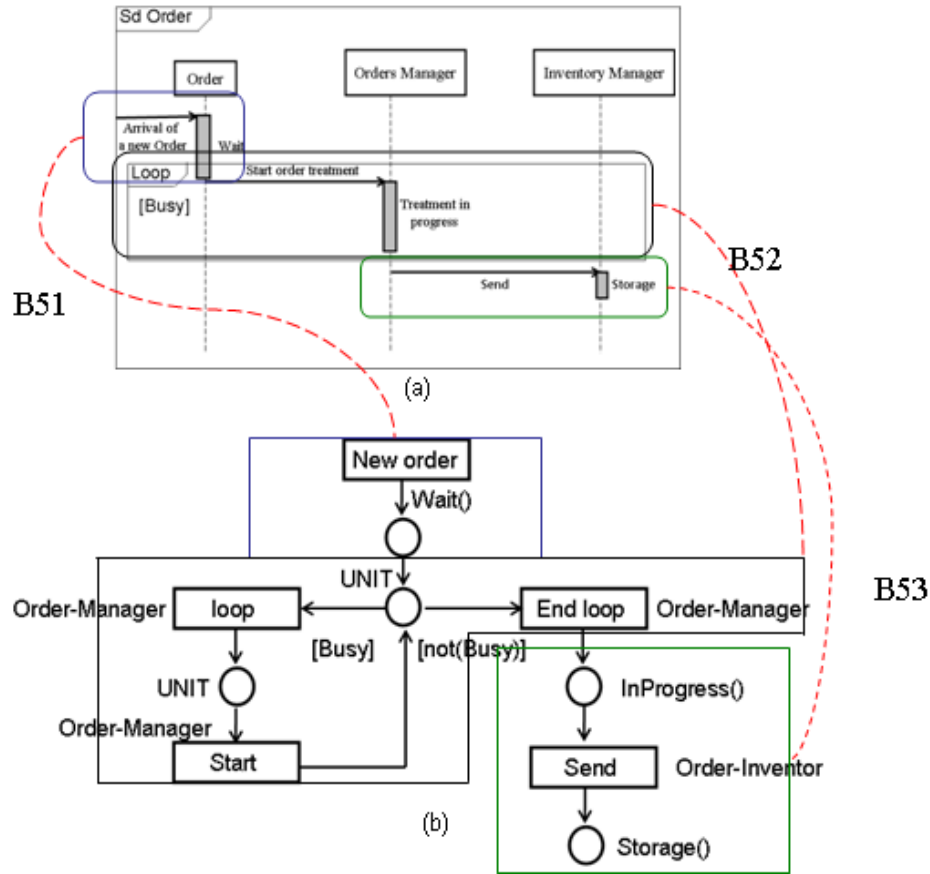 Sd Order
Order
Orders Manager
Inventory Manager
Arrival of
a new Order
Wait
Loop
Start order treatment
[Busy]
Treatment in
progress
Send
Storage
B51
B52
(a)
New order
Wait()
UNIT
B53
Order-Manager
loop
End loop
Order-Manager
[Busy]
[not(Busy)]
UNIT
InProgress()
Order-Manager
Start
Send
Order-Inventor
(b)
Storage()